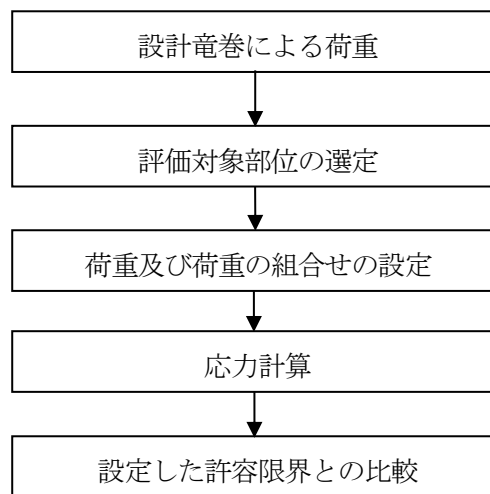 設計竜巻による荷重
評価対象部位の選定
荷重及び荷重の組合せの設定
応力計算
設定した許容限界との比較